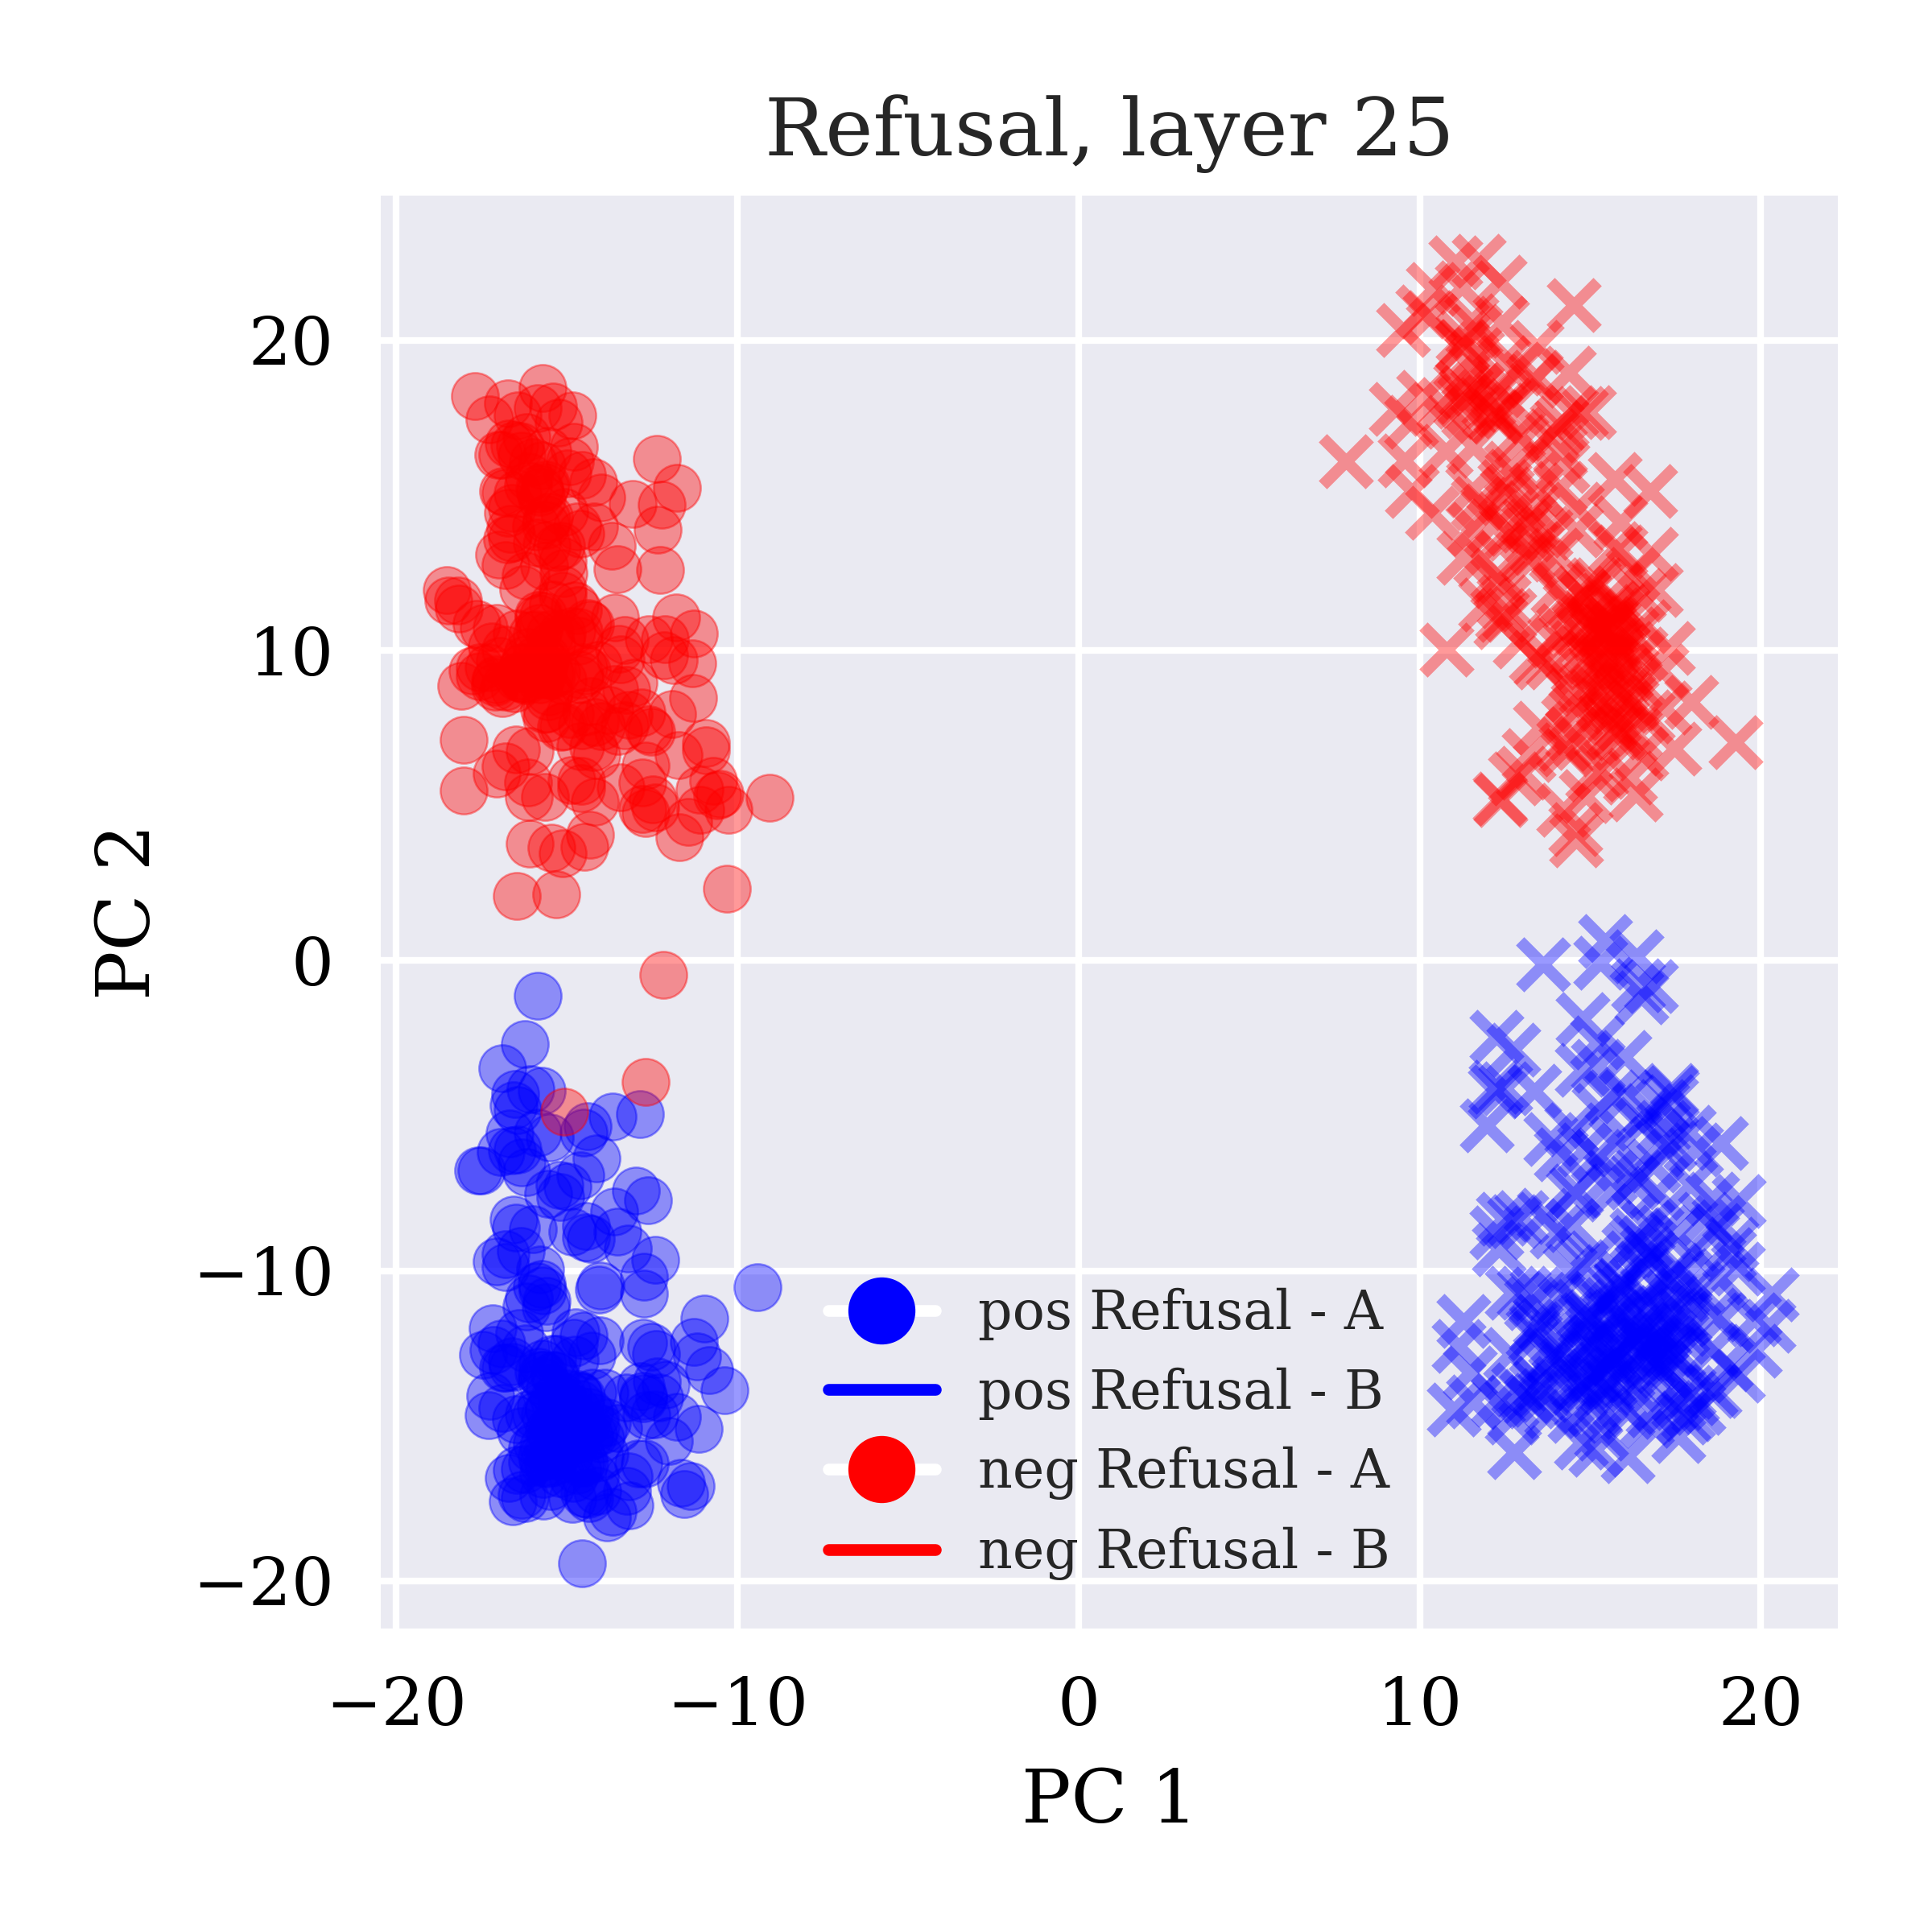 Refusal, layer 25
PC 2
20
10
0
−10
−20
pos Refusal - A
pos Refusal - B
neg Refusal - A
neg Refusal - B
−20 −10 0 10 20
PC 1